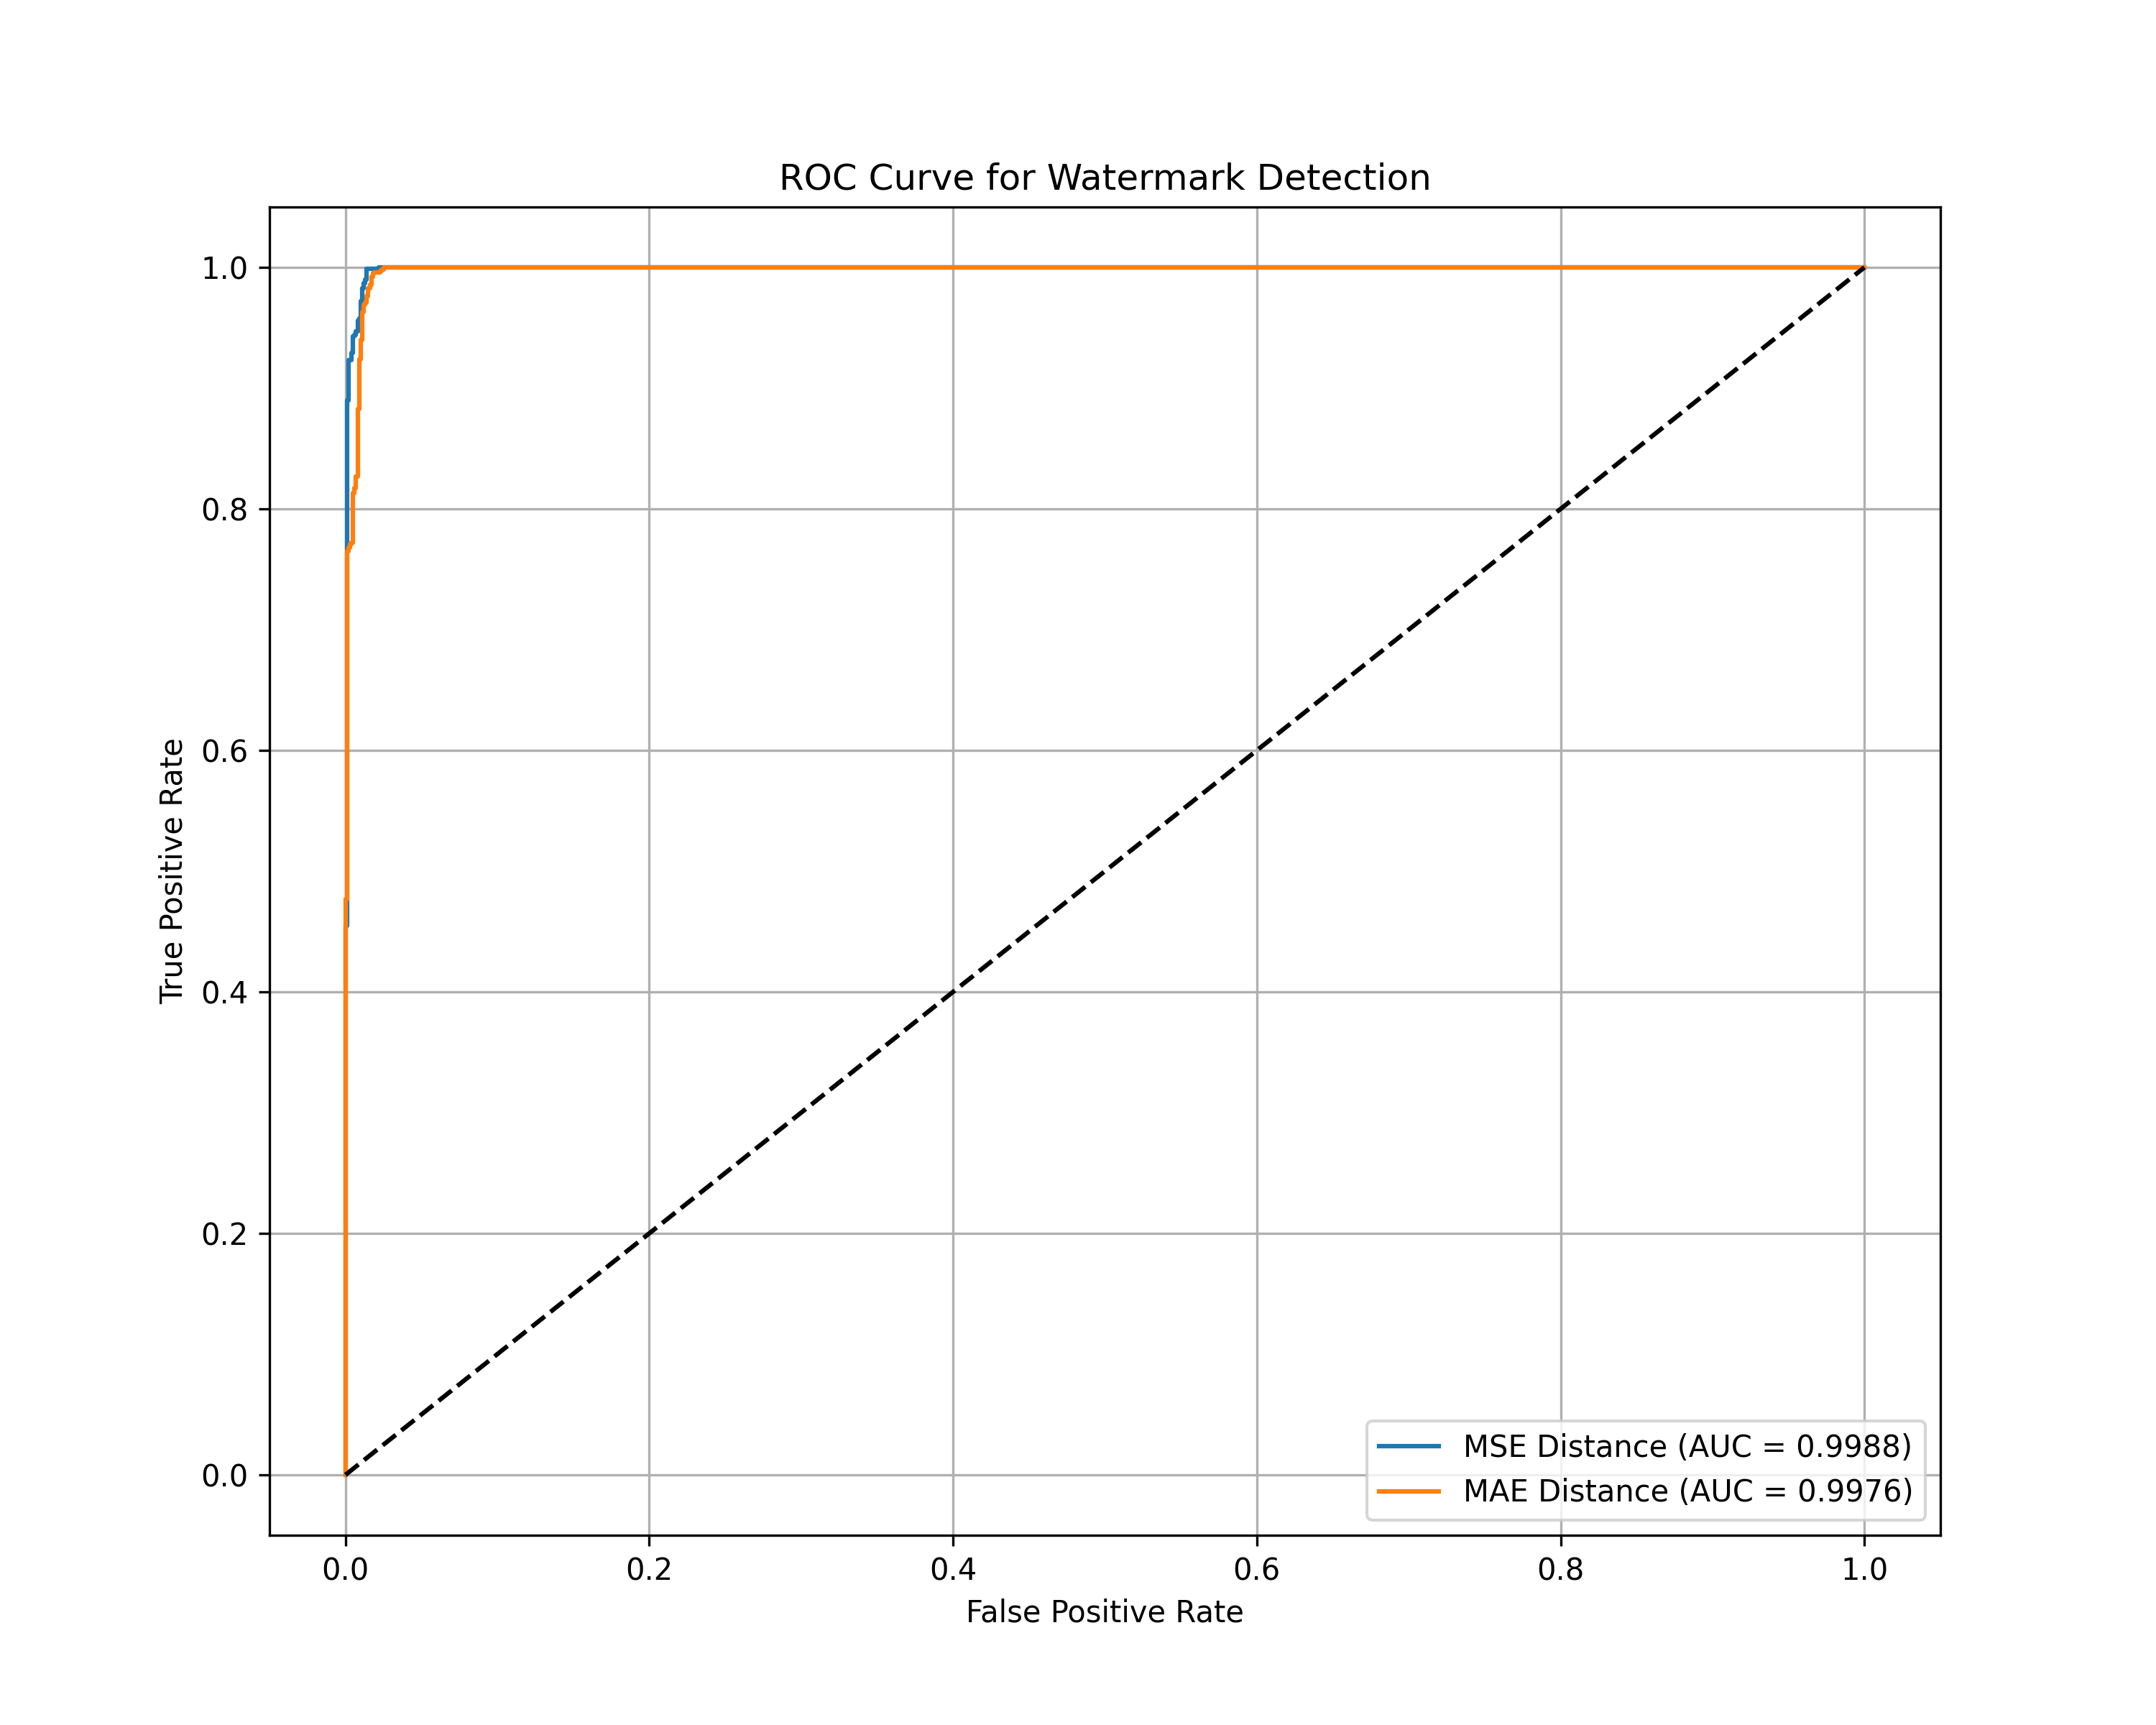 ROC Curve for Watermark Detection
1.0
0.8
0.6
0.4
0.2
0.0
True Positive Rate
0.0 0.2 0.4 0.6 0.8 1.0
False Positive Rate
MSE Distance (AUC = 0.9988)
MAE Distance (AUC = 0.9976)